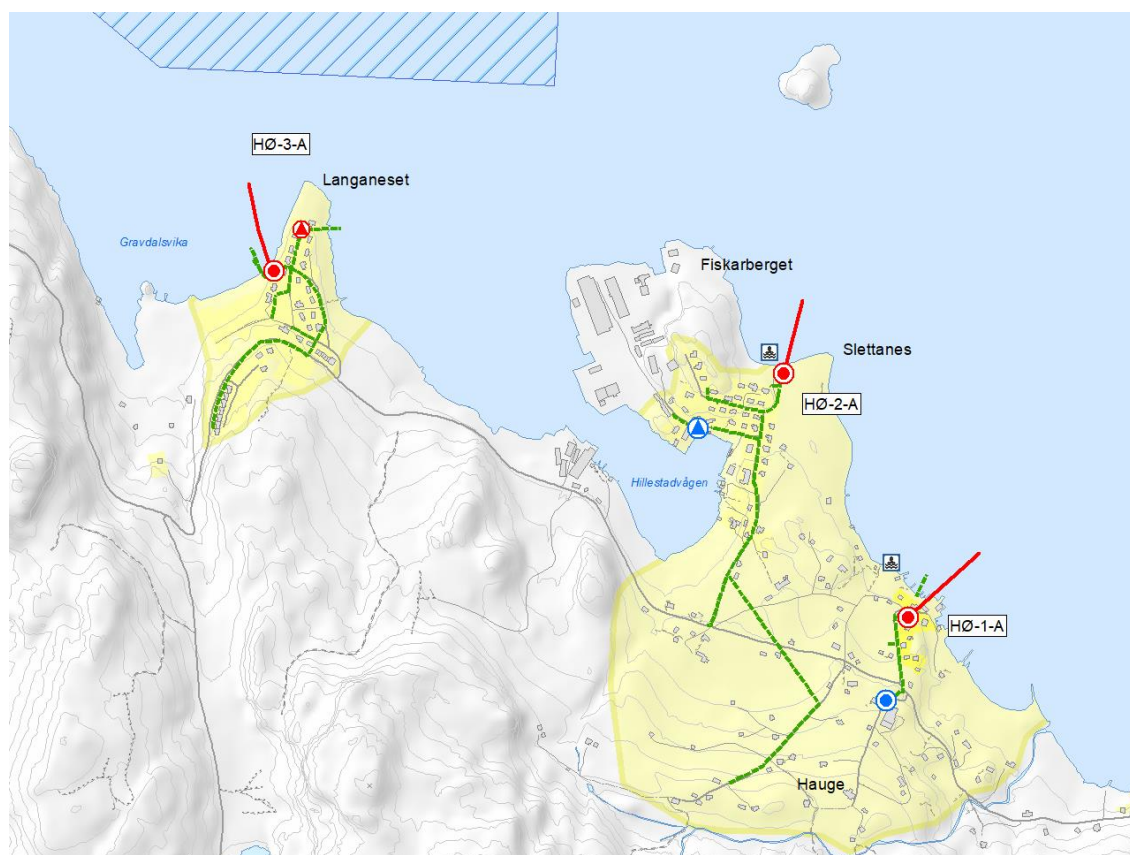 HØ-3-A
Langaneset
Gravdalsvika
Fiskarberget
Slettanes
HØ-2-A
Hillestadvågen
HØ-1-A
Hauge